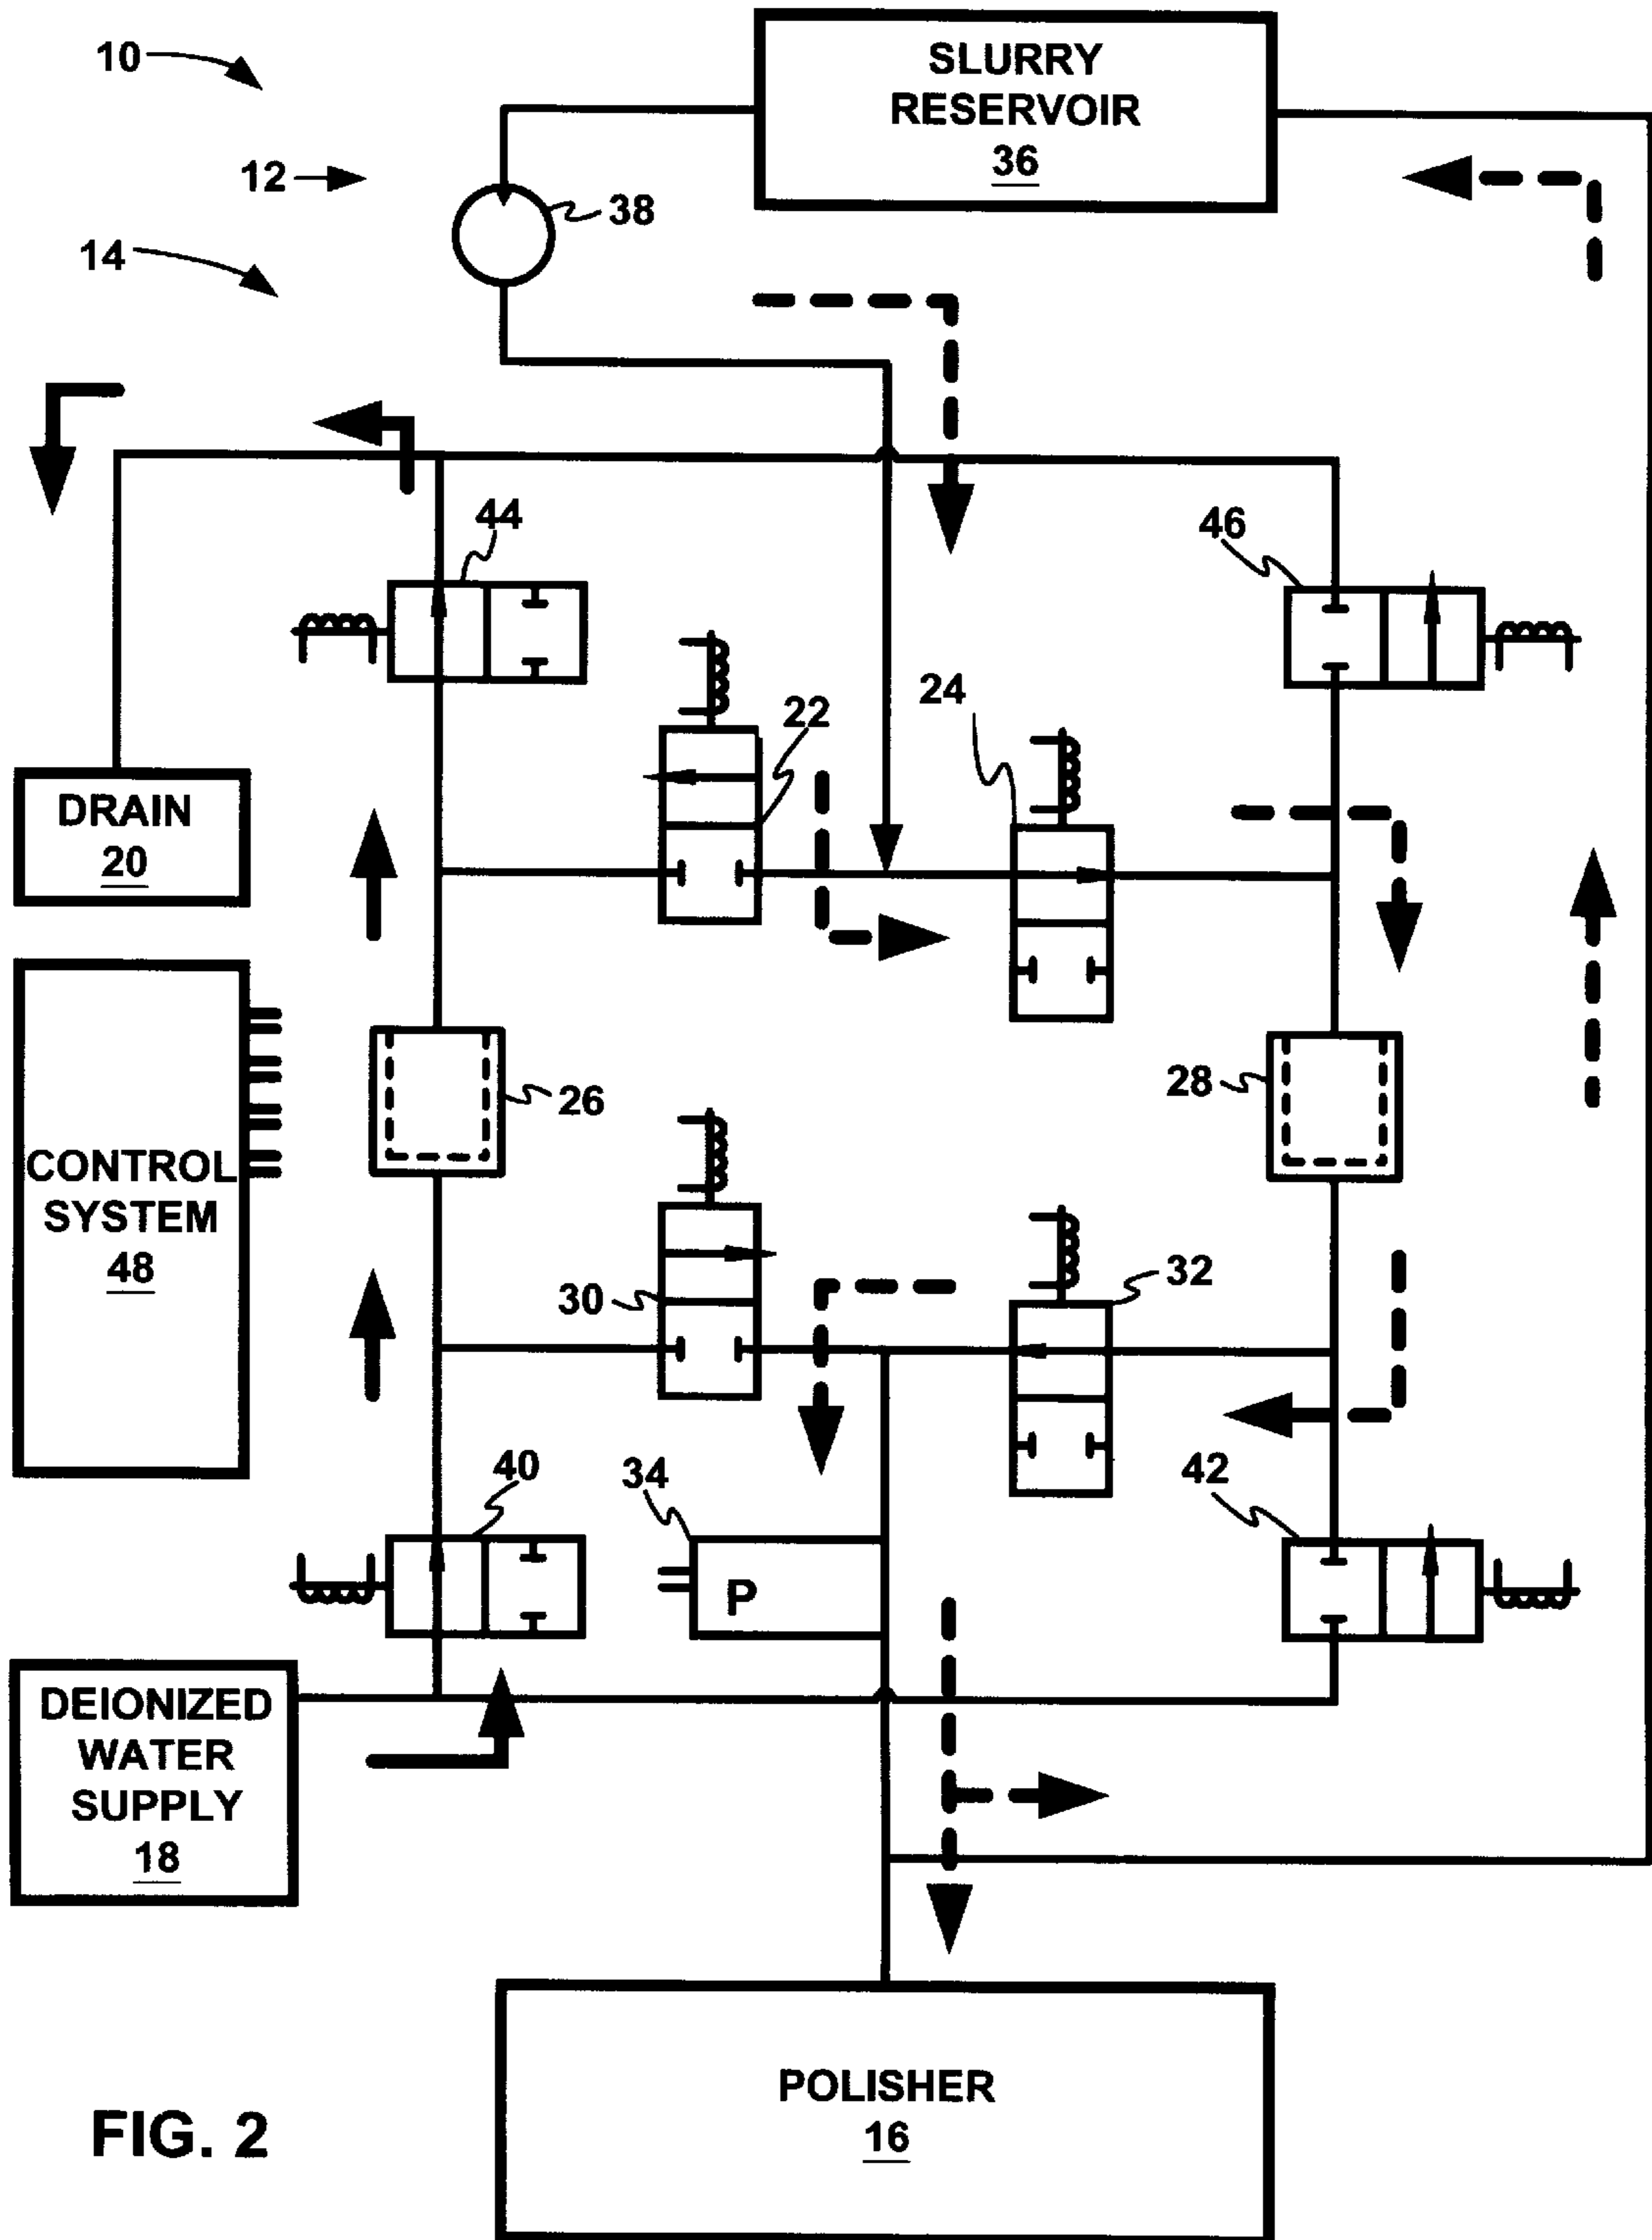 10
SLURRY
RESERVOIR
36
12
38
14
44
46
24
22
DRAIN
20
26
28
CONTROL
SYSTEM
48
30
32
40
34
42
P
DEIONIZED
WATER
SUPPLY
18
POLISHER
16
FIG. 2